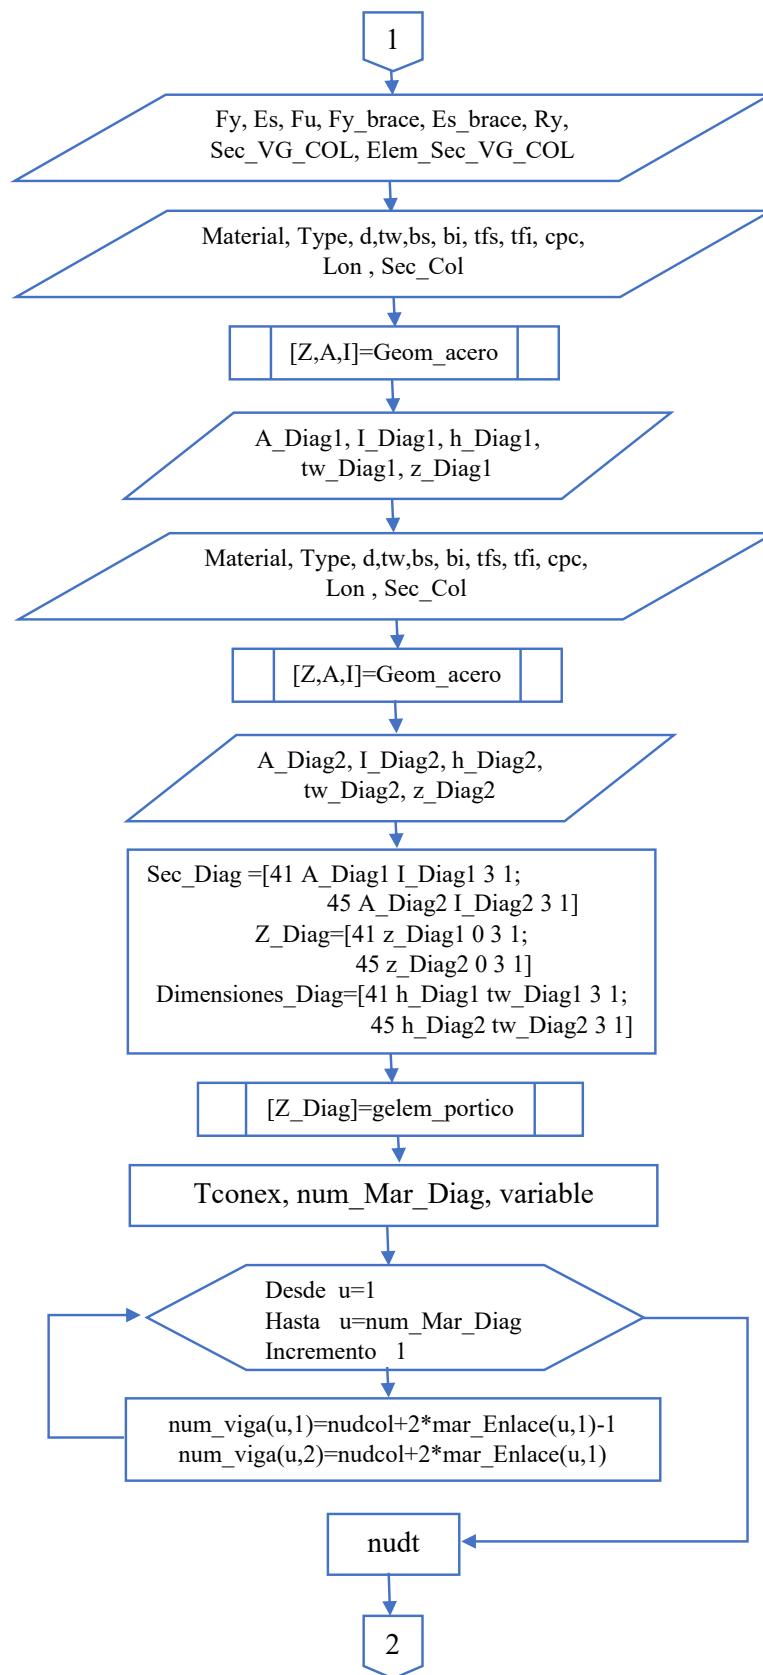 1
Fy, Es, Fu, Fy_brace, Es_brace, Ry,
Sec_VG_COL, Elem_Sec_VG_COL
Material, Type, d,tw,bs, bi, tfs, tfi, cpc,
Lon , Sec_Col
[Z,A,I]=Geom_acero
A_Diag1, I_Diag1, h_Diag1,
tw_Diag1, z_Diag1
Material, Type, d,tw,bs, bi, tfs, tfi, cpc,
Lon , Sec_Col
[Z,A,I]=Geom_acero
A_Diag2, I_Diag2, h_Diag2,
tw_Diag2, z_Diag2
Sec_Diag =[41 A_Diag1 I_Diag1 3 1;
45 A_Diag2 I_Diag2 3 1]
Z_Diag=[41 z_Diag1 0 3 1;
45 z_Diag2 0 3 1]
Dimensiones_Diag=[41 h_Diag1 tw_Diag1 3 1;
45 h_Diag2 tw_Diag2 3 1]
[Z_Diag]=gelem_portico
Tconex, num_Mar_Diag, variable
Desde u=1
Hasta u=num_Mar_Diag
Incremento 1
num_viga(u,1)=nudcol+2*mar_Enlace(u,1)-1
num_viga(u,2)=nudcol+2*mar_Enlace(u,1)
nudt
2